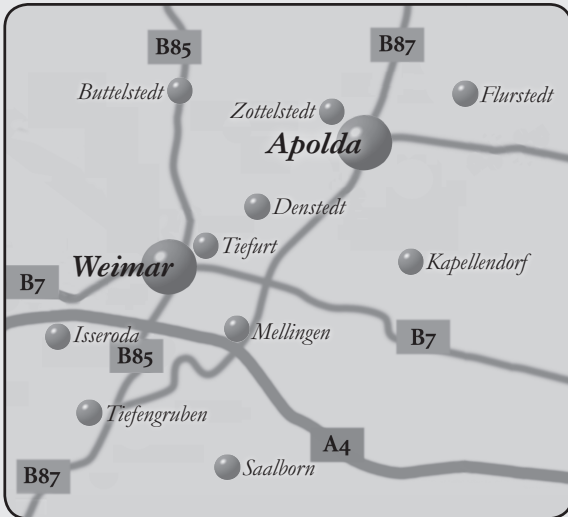 B85
B87
Buttelstedt
Flurstedt
Zottelstedt
Apolda
Denstedt
Tiefurt
Weimar
Kapellendorf
B7
Mellingen
Isseroda
B7
B85
Tiefengruben
A4
Saalborn
B87